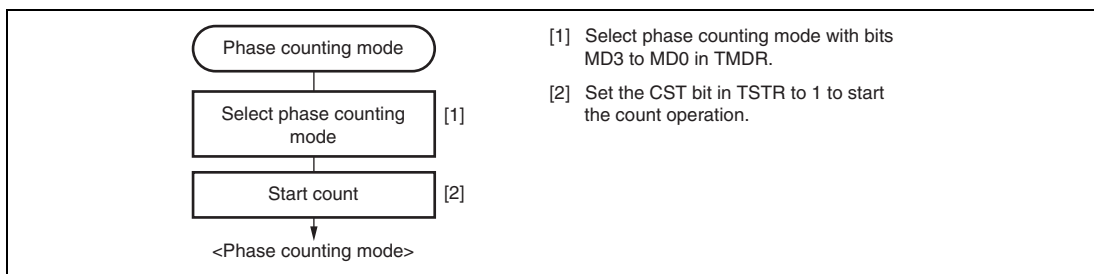 Phase counting mode
Select phase counting
mode
[1]
Start count
[2]
<Phase counting mode>
[1] Select phase counting mode with bits
MD3 to MD0 in TMDR.
[2] Set the CST bit in TSTR to 1 to start
the count operation.